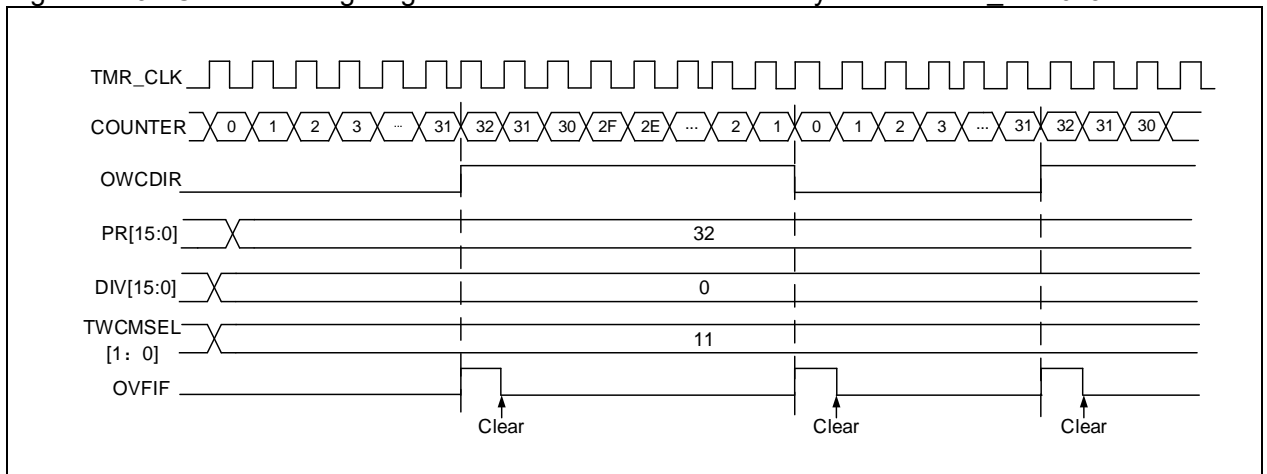 TMR_CLK
COUNTER 0 1 2 3 ... 31 32 31 30 2F 2E ... 2 1 0 1 2 3 ... 31 32 31 30
OWCDIR
PR[15:0] 32
DIV[15:0] 0
TWCMSEL
[1：0] 11
OVFIF
Clear Clear Clear